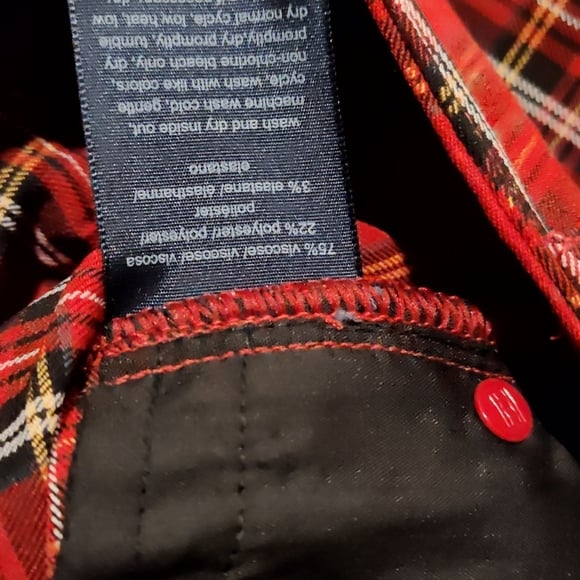 75% viscose/ viscose/ viscosa
22% polyester/ polyester/
poliéster
3% elastane/ élasthanne/
elastano
wash and dry inside out.
machine wash cold, gentle
cycle. wash with like colors.
non-chlorine bleach only. dry
promptly. dry promptly. tumble
dry normal cycle, low heat. low